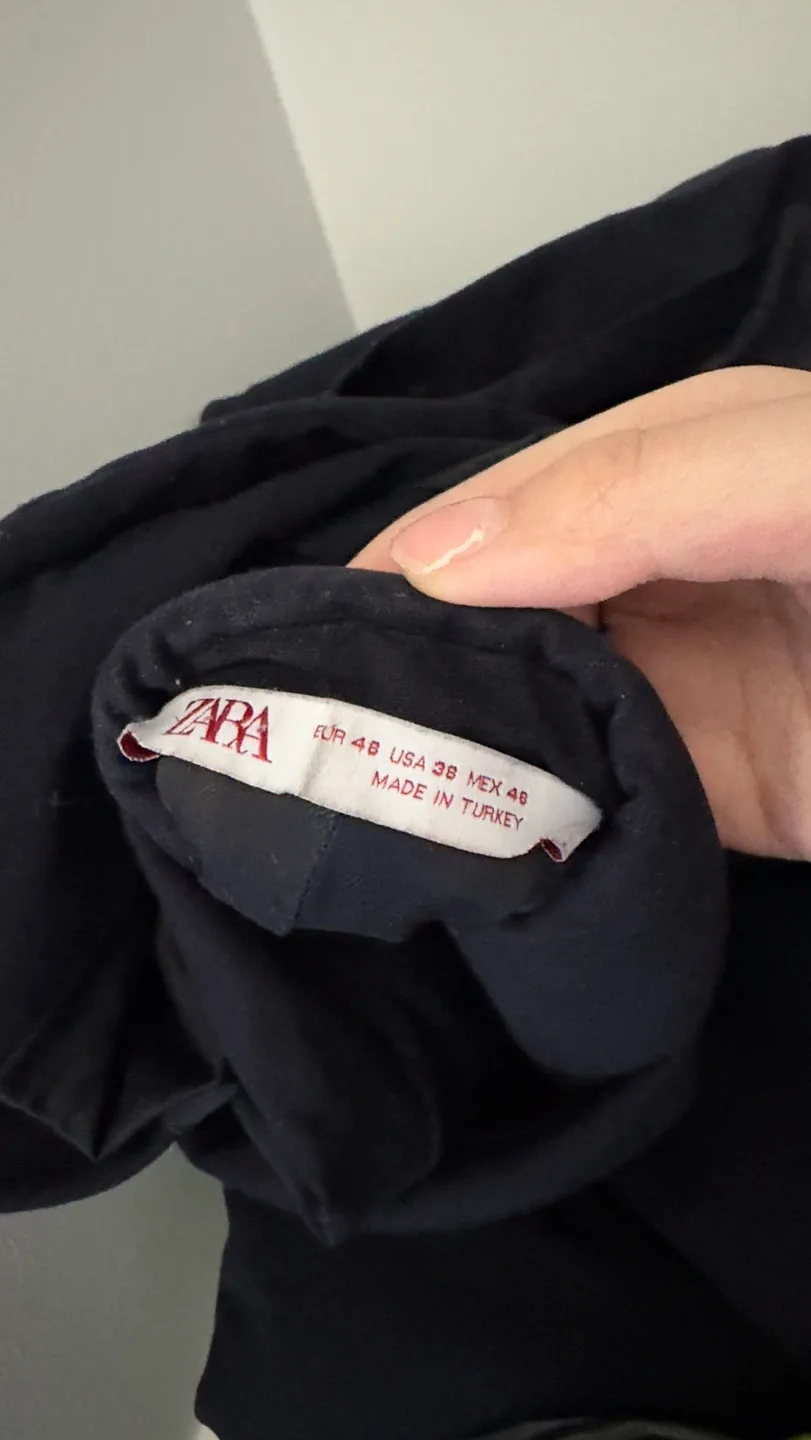 ZARA
EUR 48 USA 38 MEX 48
MADE IN TURKEY